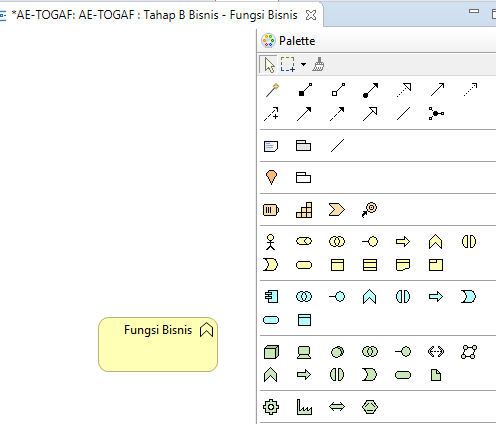 *AE-TOGAF: AE-TOGAF : Tahap B Bisnis - Fungsi Bisnis
Palette
Fungsi Bisnis